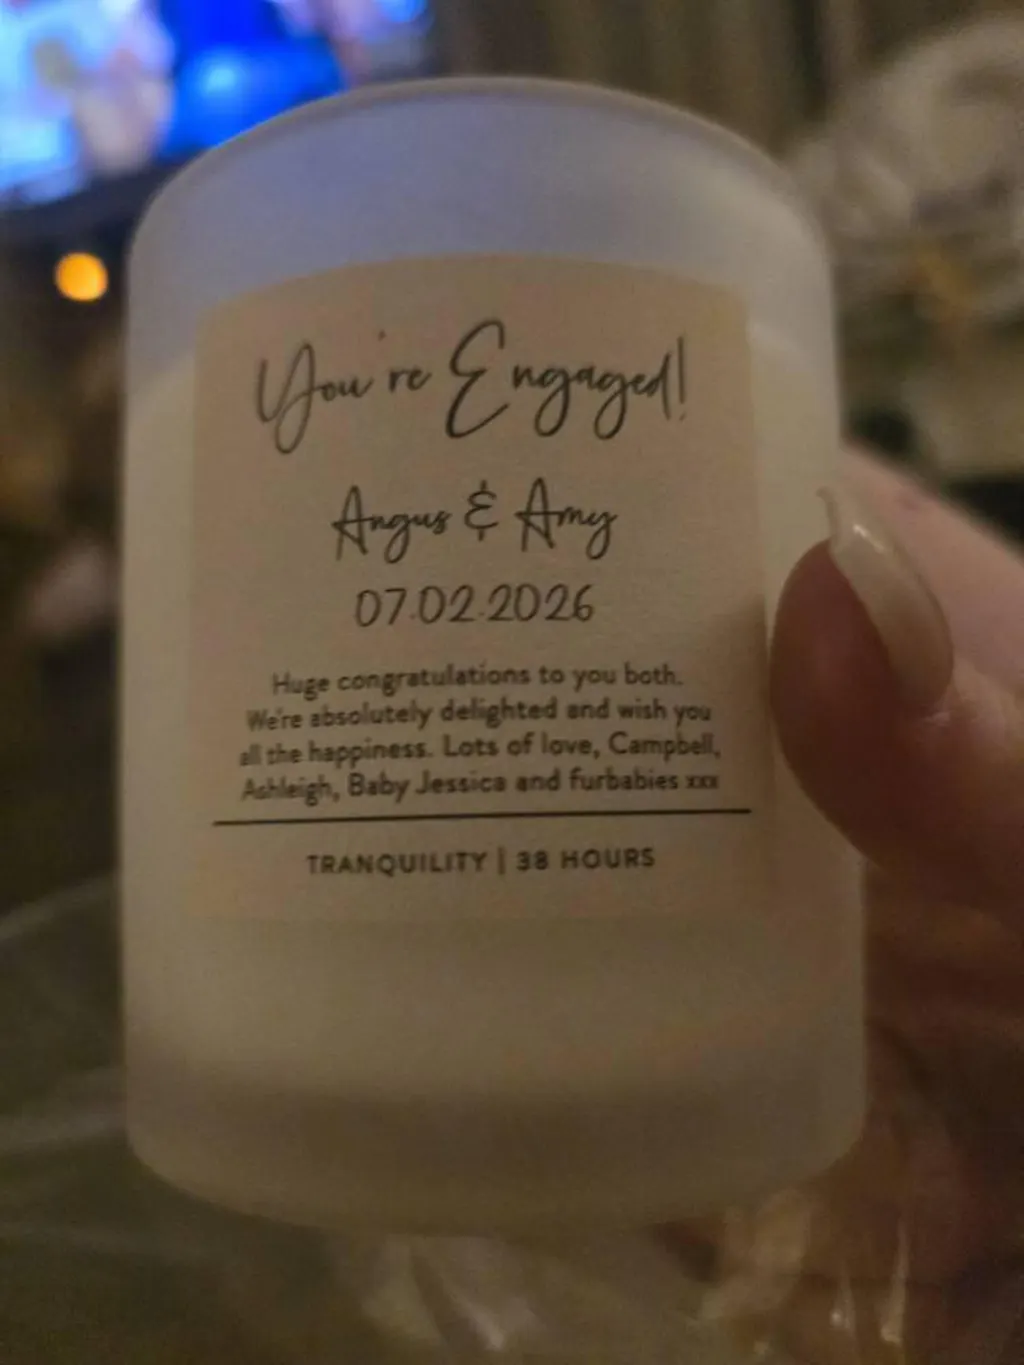 You're Engaged!
Angus & Amy
07.02.2026
Huge congratulations to you both.
We're absolutely delighted and wish you
all the happiness. Lots of love, Campbell,
Ashleigh, Baby Jessica and furbabies xxx
TRANQUILITY | 38 HOURS